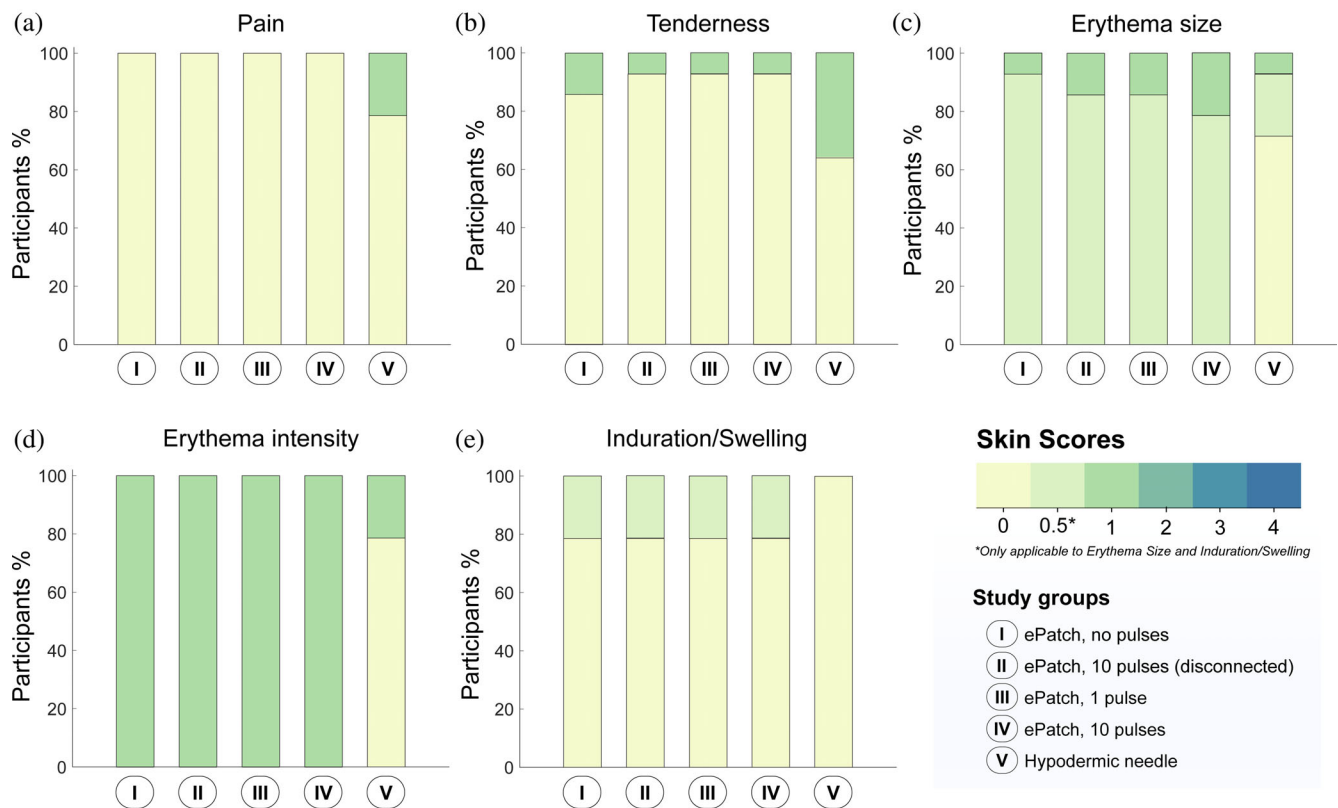 (a) Pain
100
80
60
40
20
0
Participants %
I II III IV V
(b) Tenderness
100
80
60
40
20
0
Participants %
I II III IV V
(c) Erythema size
100
80
60
40
20
0
Participants %
I II III IV V
(d) Erythema intensity
100
80
60
40
20
0
Participants %
I II III IV V
(e) Induration/Swelling
100
80
60
40
20
0
Participants %
I II III IV V
Skin Scores
0 0.5* 1 2 3 4
*Only applicable to Erythema Size and Induration/Swelling
Study groups
I ePatch, no pulses
II ePatch, 10 pulses (disconnected)
III ePatch, 1 pulse
IV ePatch, 10 pulses
V Hypodermic needle